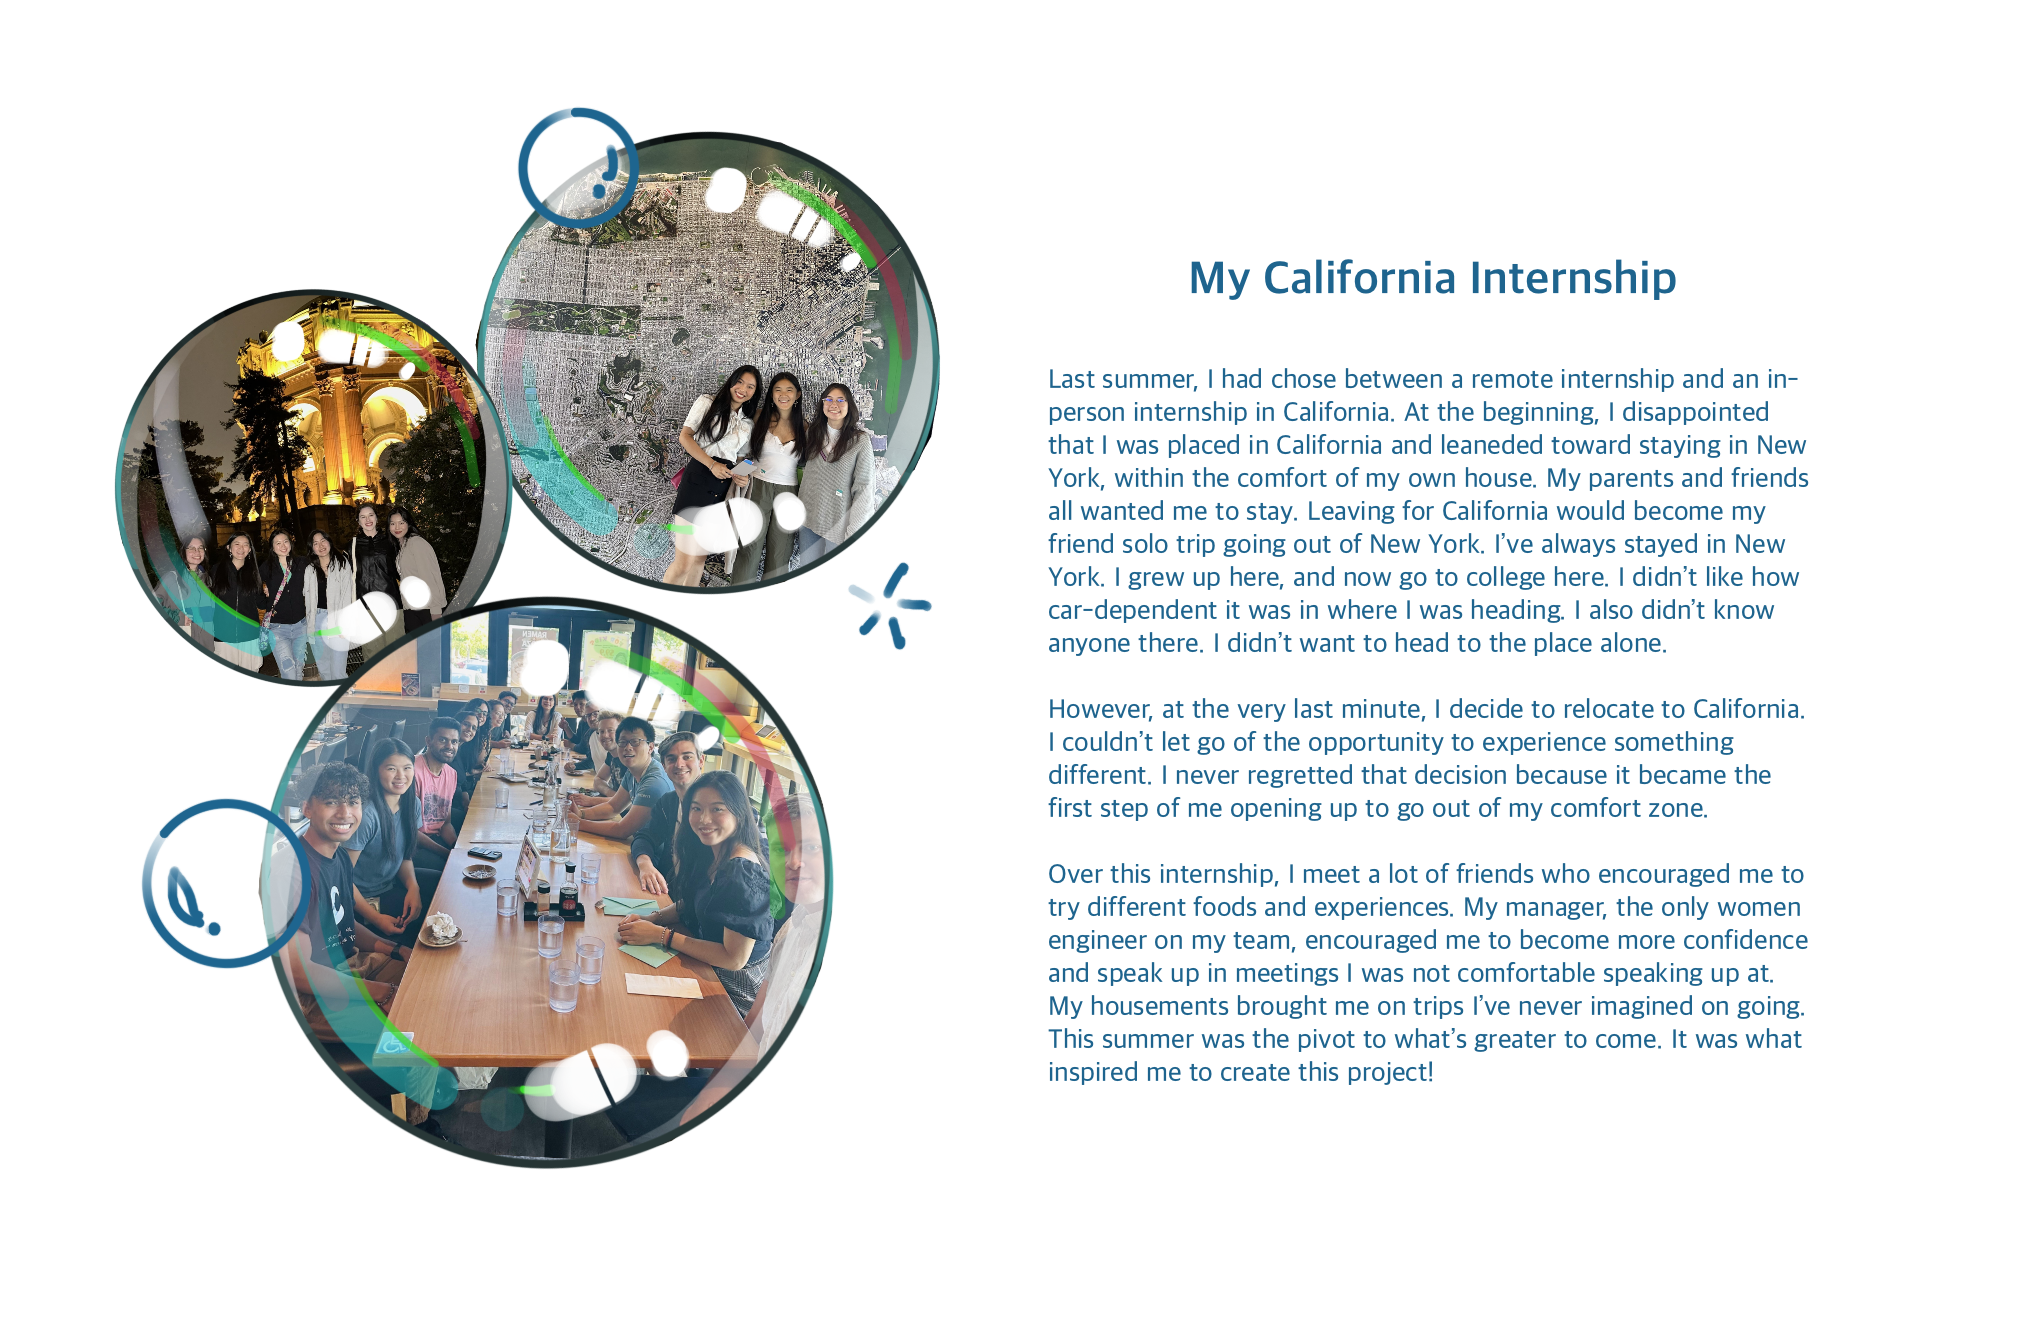 My California Internship
Last summer, I had chose between a remote internship and an in-
person internship in California. At the beginning, I disappointed
that I was placed in California and leaneded toward staying in New
York, within the comfort of my own house. My parents and friends
all wanted me to stay. Leaving for California would become my
friend solo trip going out of New York. I've always stayed in New
York. I grew up here, and now go to college here. I didn't like how
car-dependent it was in where I was heading. I also didn't know
anyone there. I didn't want to head to the place alone.
However, at the very last minute, I decide to relocate to California.
I couldn't let go of the opportunity to experience something
different. I never regretted that decision because it became the
first step of me opening up to go out of my comfort zone.
Over this internship, I meet a lot of friends who encouraged me to
try different foods and experiences. My manager, the only women
engineer on my team, encouraged me to become more confidence
and speak up in meetings I was not comfortable speaking up at.
My housements brought me on trips I've never imagined on going.
This summer was the pivot to what's greater to come. It was what
inspired me to create this project!
RAMEN